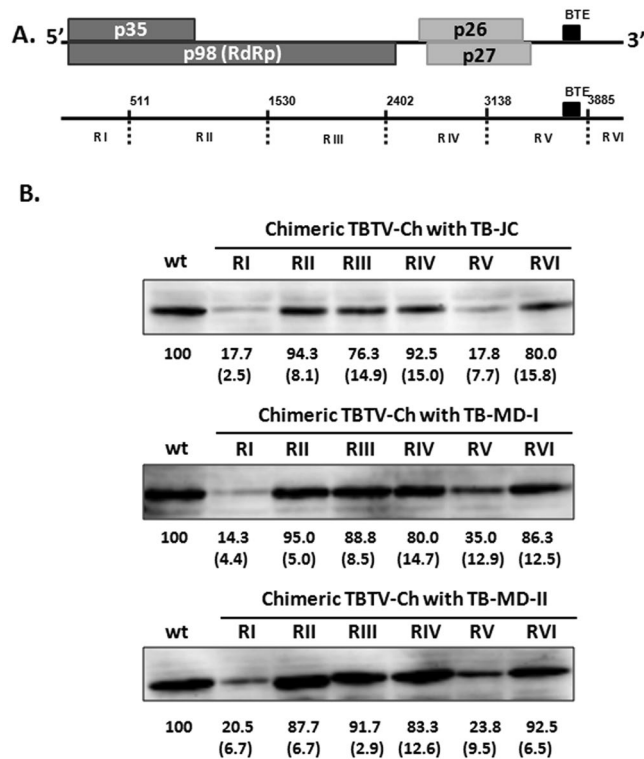 A. 5' p35 p26 BTE 3'
p98 (RdRp) p27
511 1530 2402 3138 BTE 3885
R I R II R III R IV R V R VI
B.
Chimeric TBTV-Ch with TB-JC
wt RI RII RIII RIV RV RVI
100 17.7 94.3 76.3 92.5 17.8 80.0
(2.5) (8.1) (14.9) (15.0) (7.7) (15.8)
Chimeric TBTV-Ch with TB-MD-I
wt RI RII RIII RIV RV RVI
100 14.3 95.0 88.8 80.0 35.0 86.3
(4.4) (5.0) (8.5) (14.7) (12.9) (12.5)
Chimeric TBTV-Ch with TB-MD-II
wt RI RII RIII RIV RV RVI
100 20.5 87.7 91.7 83.3 23.8 92.5
(6.7) (6.7) (2.9) (12.6) (9.5) (6.5)